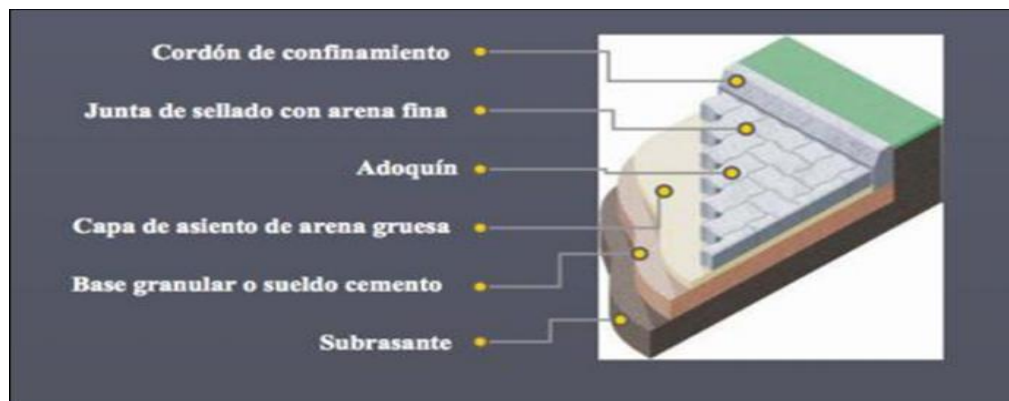 Cordón de confinamiento
Junta de sellado con arena fina
Adoquín
Capa de asiento de arena gruesa
Base granular o sueldo cemento
Subrasante